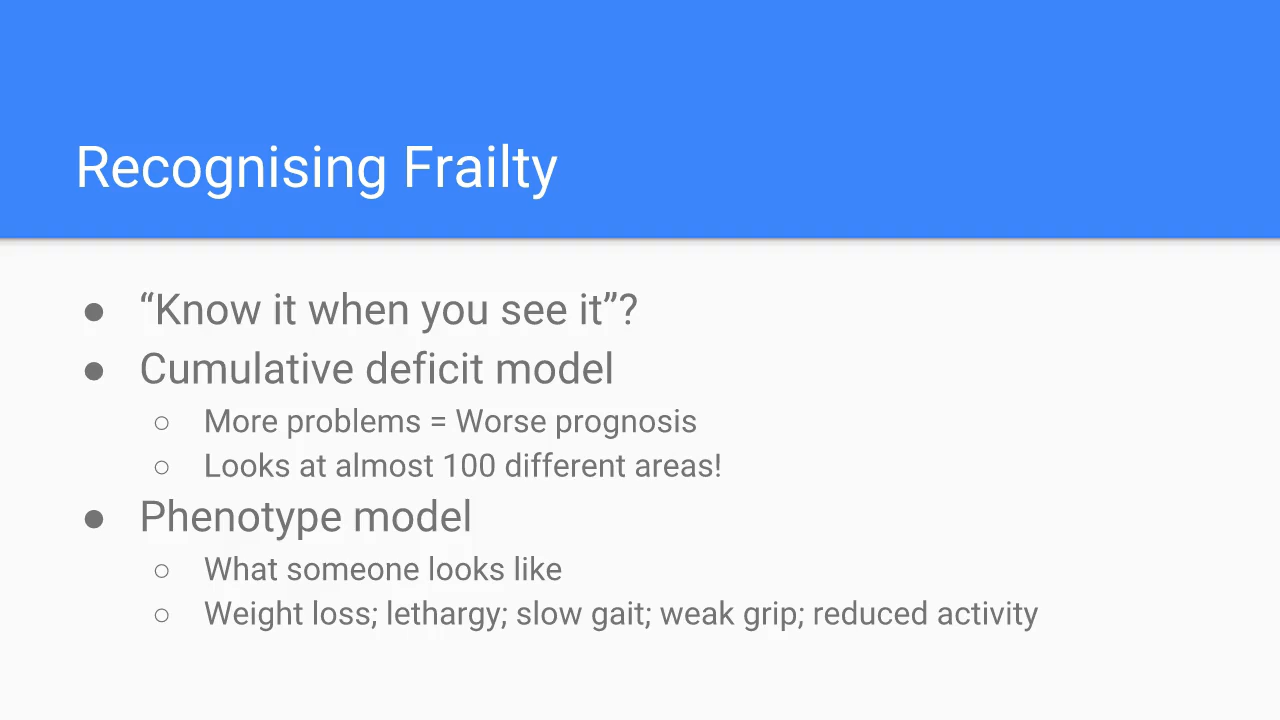 Recognising Frailty
● “Know it when you see it”?
● Cumulative deficit model
○ More problems = Worse prognosis
○ Looks at almost 100 different areas!
● Phenotype model
○ What someone looks like
○ Weight loss; lethargy; slow gait; weak grip; reduced activity